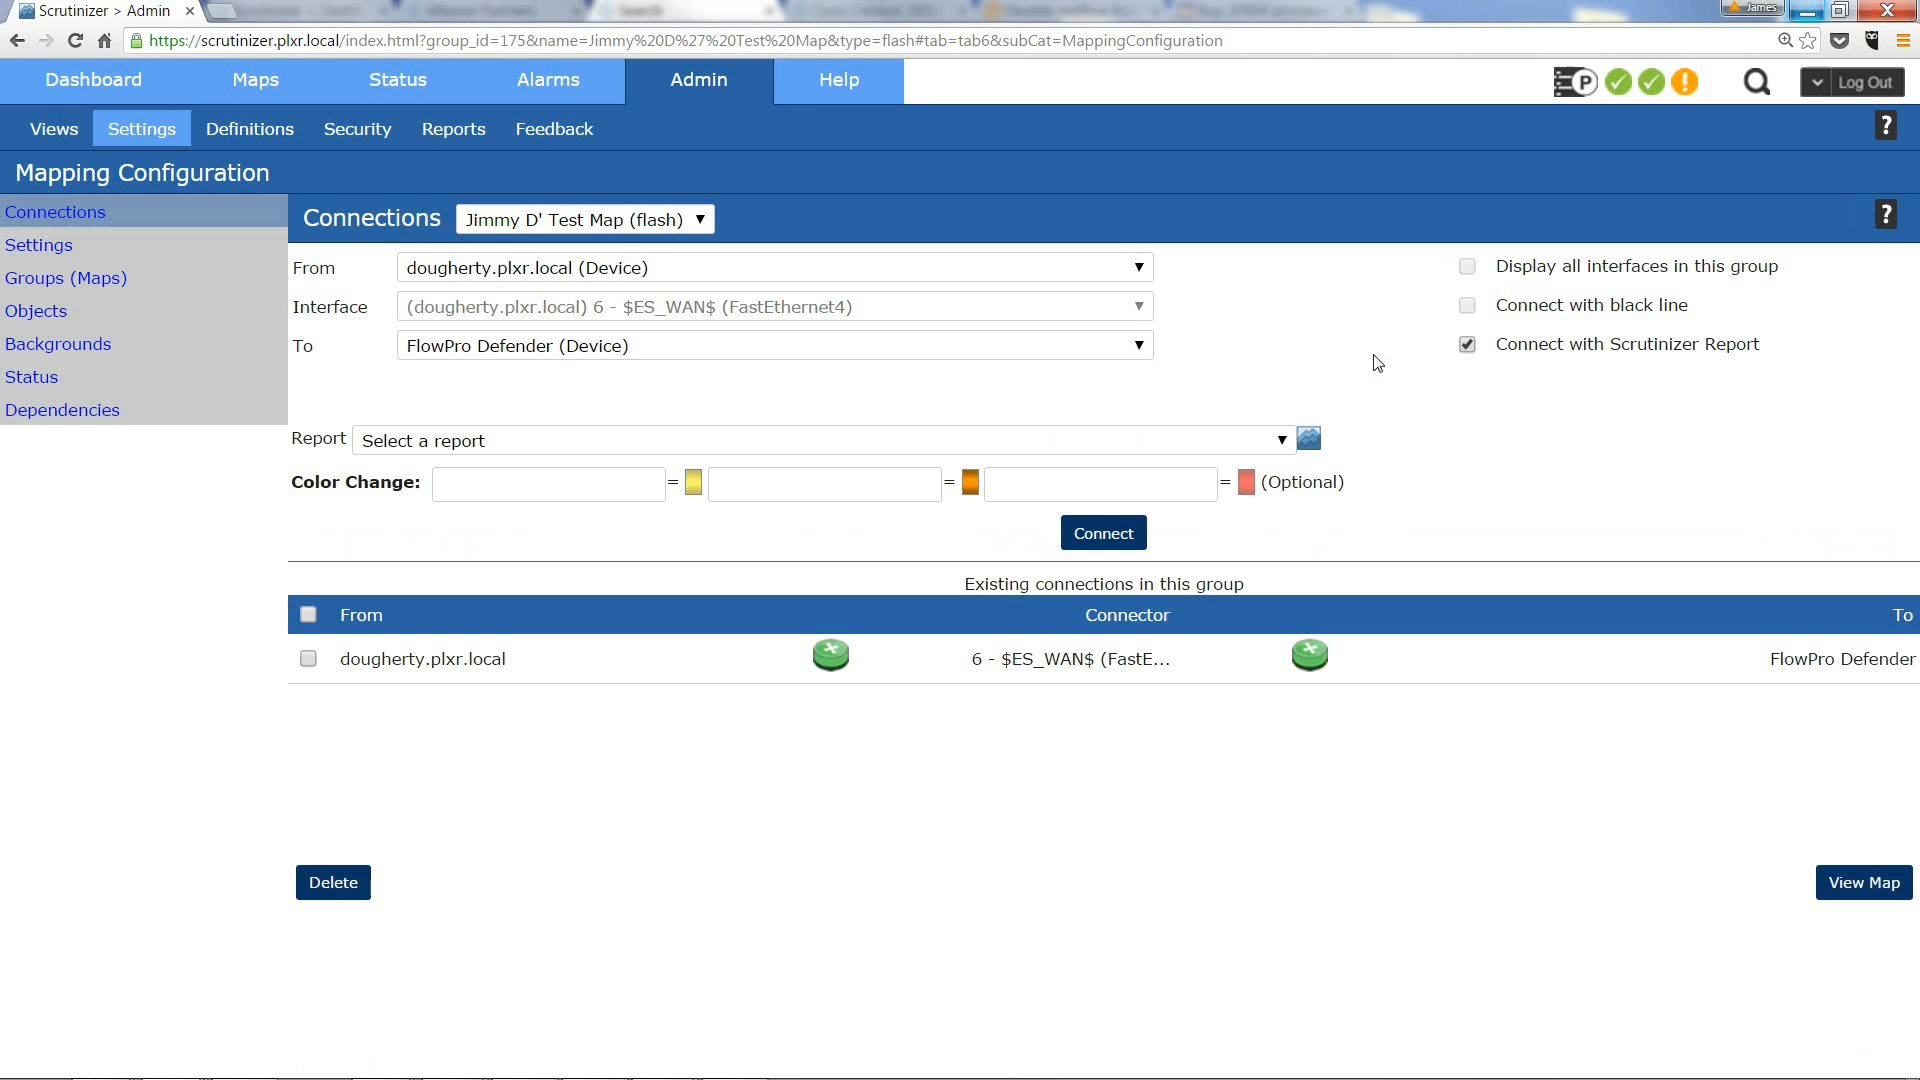 Scrutinizer > Admin
James
https://scrutinizer.plxr.local/index.html?group_id=175&name=Jimmy%20D%27%20Test%20Map&type=flash#tab=tab6&subCat=MappingConfiguration
Dashboard Maps Status Alarms Admin Help
P
Log Out
Views Settings Definitions Security Reports Feedback
?
Mapping Configuration
Connections
Settings
Groups (Maps)
Objects
Backgrounds
Status
Dependencies
Connections Jimmy D' Test Map (flash)
?
From dougherty.plxr.local (Device)
Display all interfaces in this group
Interface (dougherty.plxr.local) 6 - $ES_WAN$ (FastEthernet4)
Connect with black line
To FlowPro Defender (Device)
Connect with Scrutinizer Report
Report Select a report
Color Change: = = = (Optional)
Connect
Existing connections in this group
From Connector To
dougherty.plxr.local 6 - $ES_WAN$ (FastE... FlowPro Defender
Delete
View Map